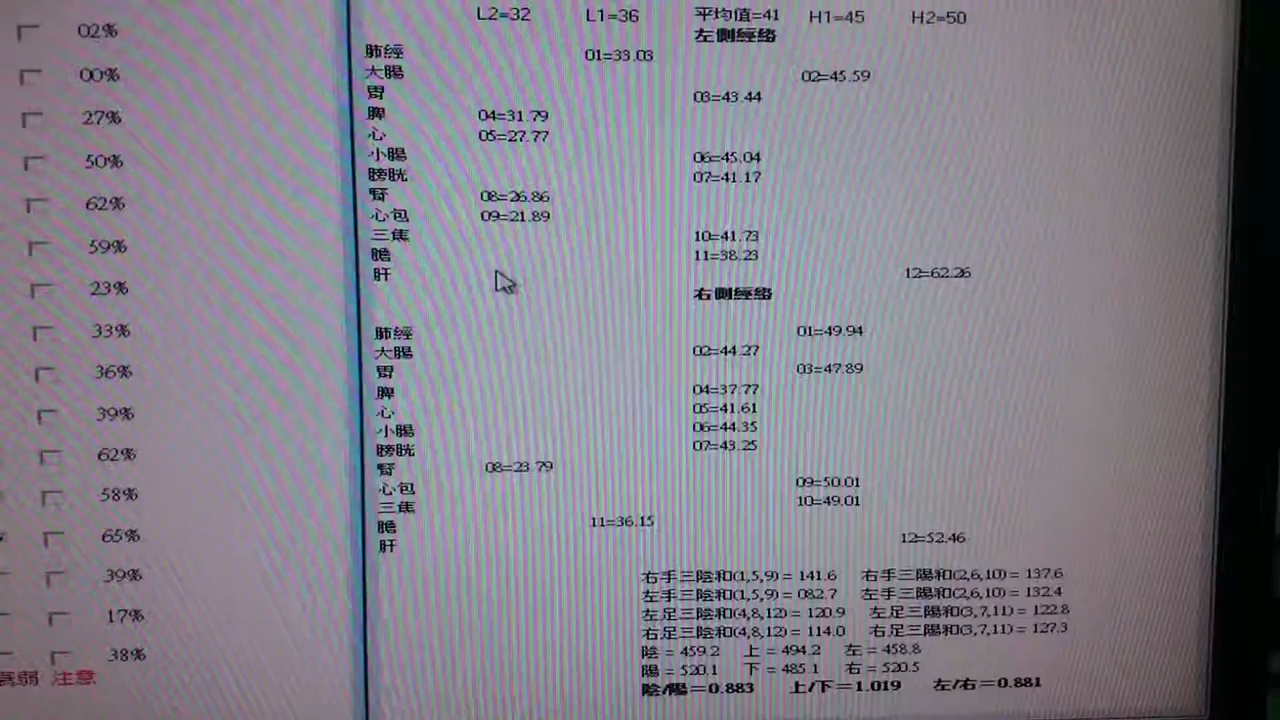 02%
00%
27%
50%
62%
59%
23%
33%
36%
39%
62%
58%
65%
39%
17%
38%
衰弱 注意
L2=32 L1=36 平均值=41 H1=45 H2=50
左側經絡
肺經 01=33.03
大腸 02=45.59
胃 03=43.44
脾 04=31.79
心 05=27.77
小腸 06=45.04
膀胱 07=41.17
腎 08=26.86
心包 09=21.89
三焦 10=41.73
膽 11=38.23
肝 12=62.26
右側經絡
肺經 01=49.94
大腸 02=44.27
胃 03=47.89
脾 04=37.77
心 05=41.61
小腸 06=44.35
膀胱 07=43.25
腎 08=23.79
心包 09=50.01
三焦 10=49.01
膽 11=36.15
肝 12=52.46
右手三陰和(1,5,9) = 141.6 右手三陽和(2,6,10) = 137.6
左手三陰和(1,5,9) = 082.7 左手三陽和(2,6,10) = 132.4
左足三陰和(4,8,12) = 120.9 左足三陽和(3,7,11) = 122.8
右足三陰和(4,8,12) = 114.0 右足三陽和(3,7,11) = 127.3
陰 = 459.2 上 = 494.2 左 = 458.8
陽 = 520.1 下 = 485.1 右 = 520.5
陰/陽=0.883 上/下=1.019 左/右=0.881